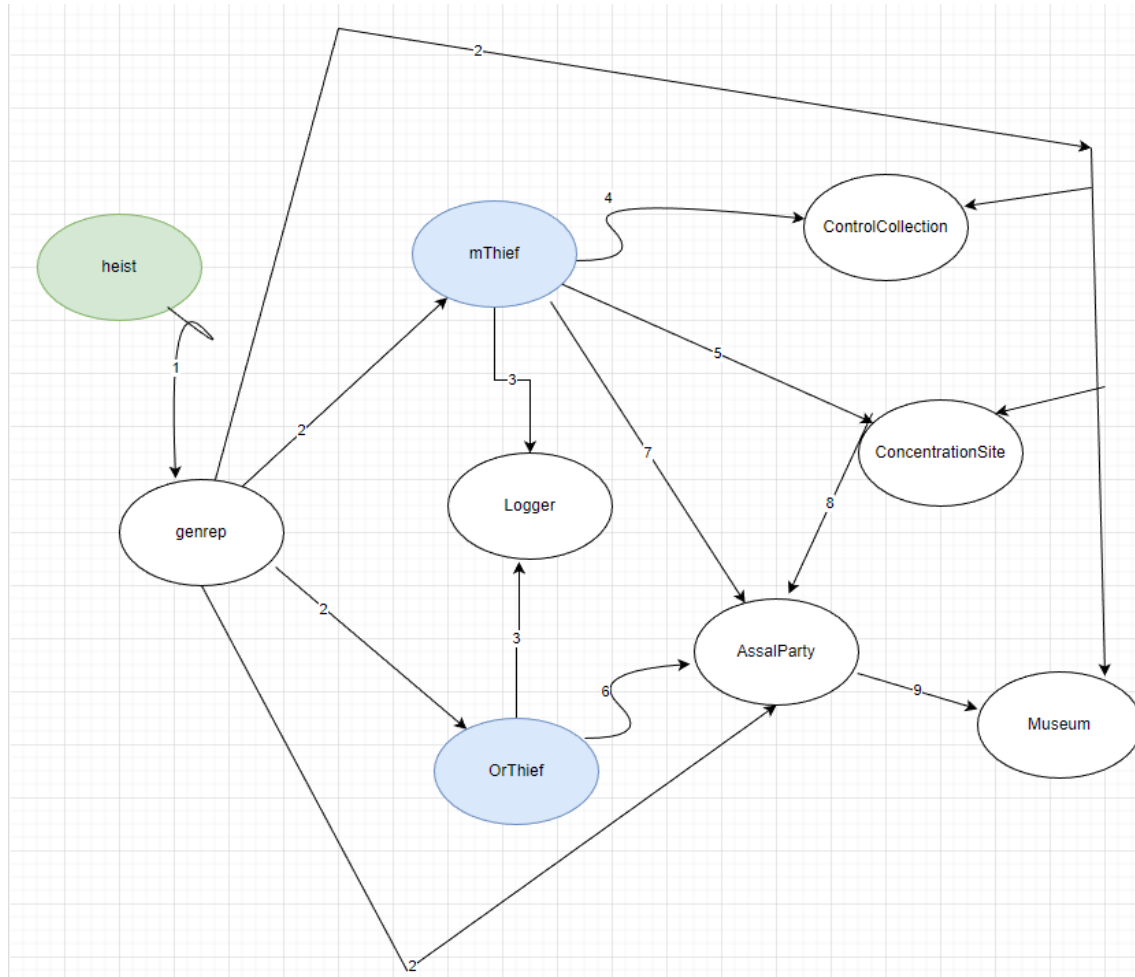 2
4
mThief
ControlCollection
heist
5
1
3
2
7
ConcentrationSite
8
Logger
genrep
2
3
AssalParty
6
9
Museum
OrThief
2